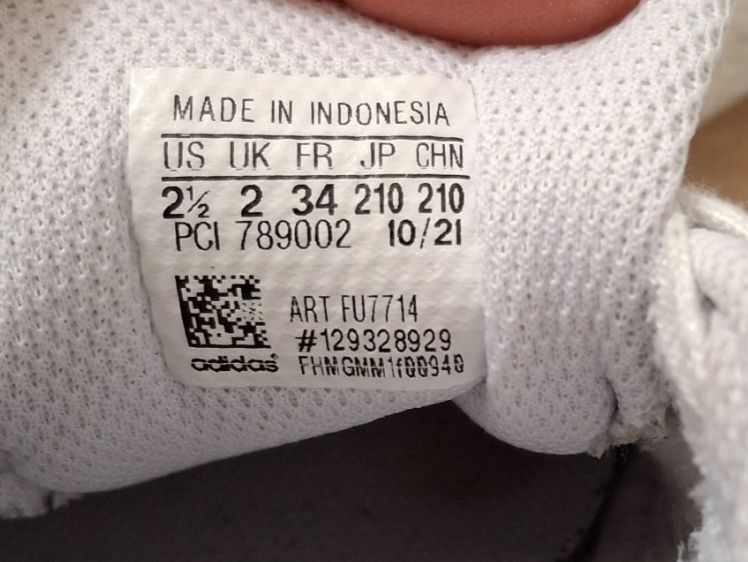 MADE IN INDONESIA
US UK FR JP CHN
2½ 2 34 210 210
PCI 789002 10/21
ART FU7714
#129328929
adidas